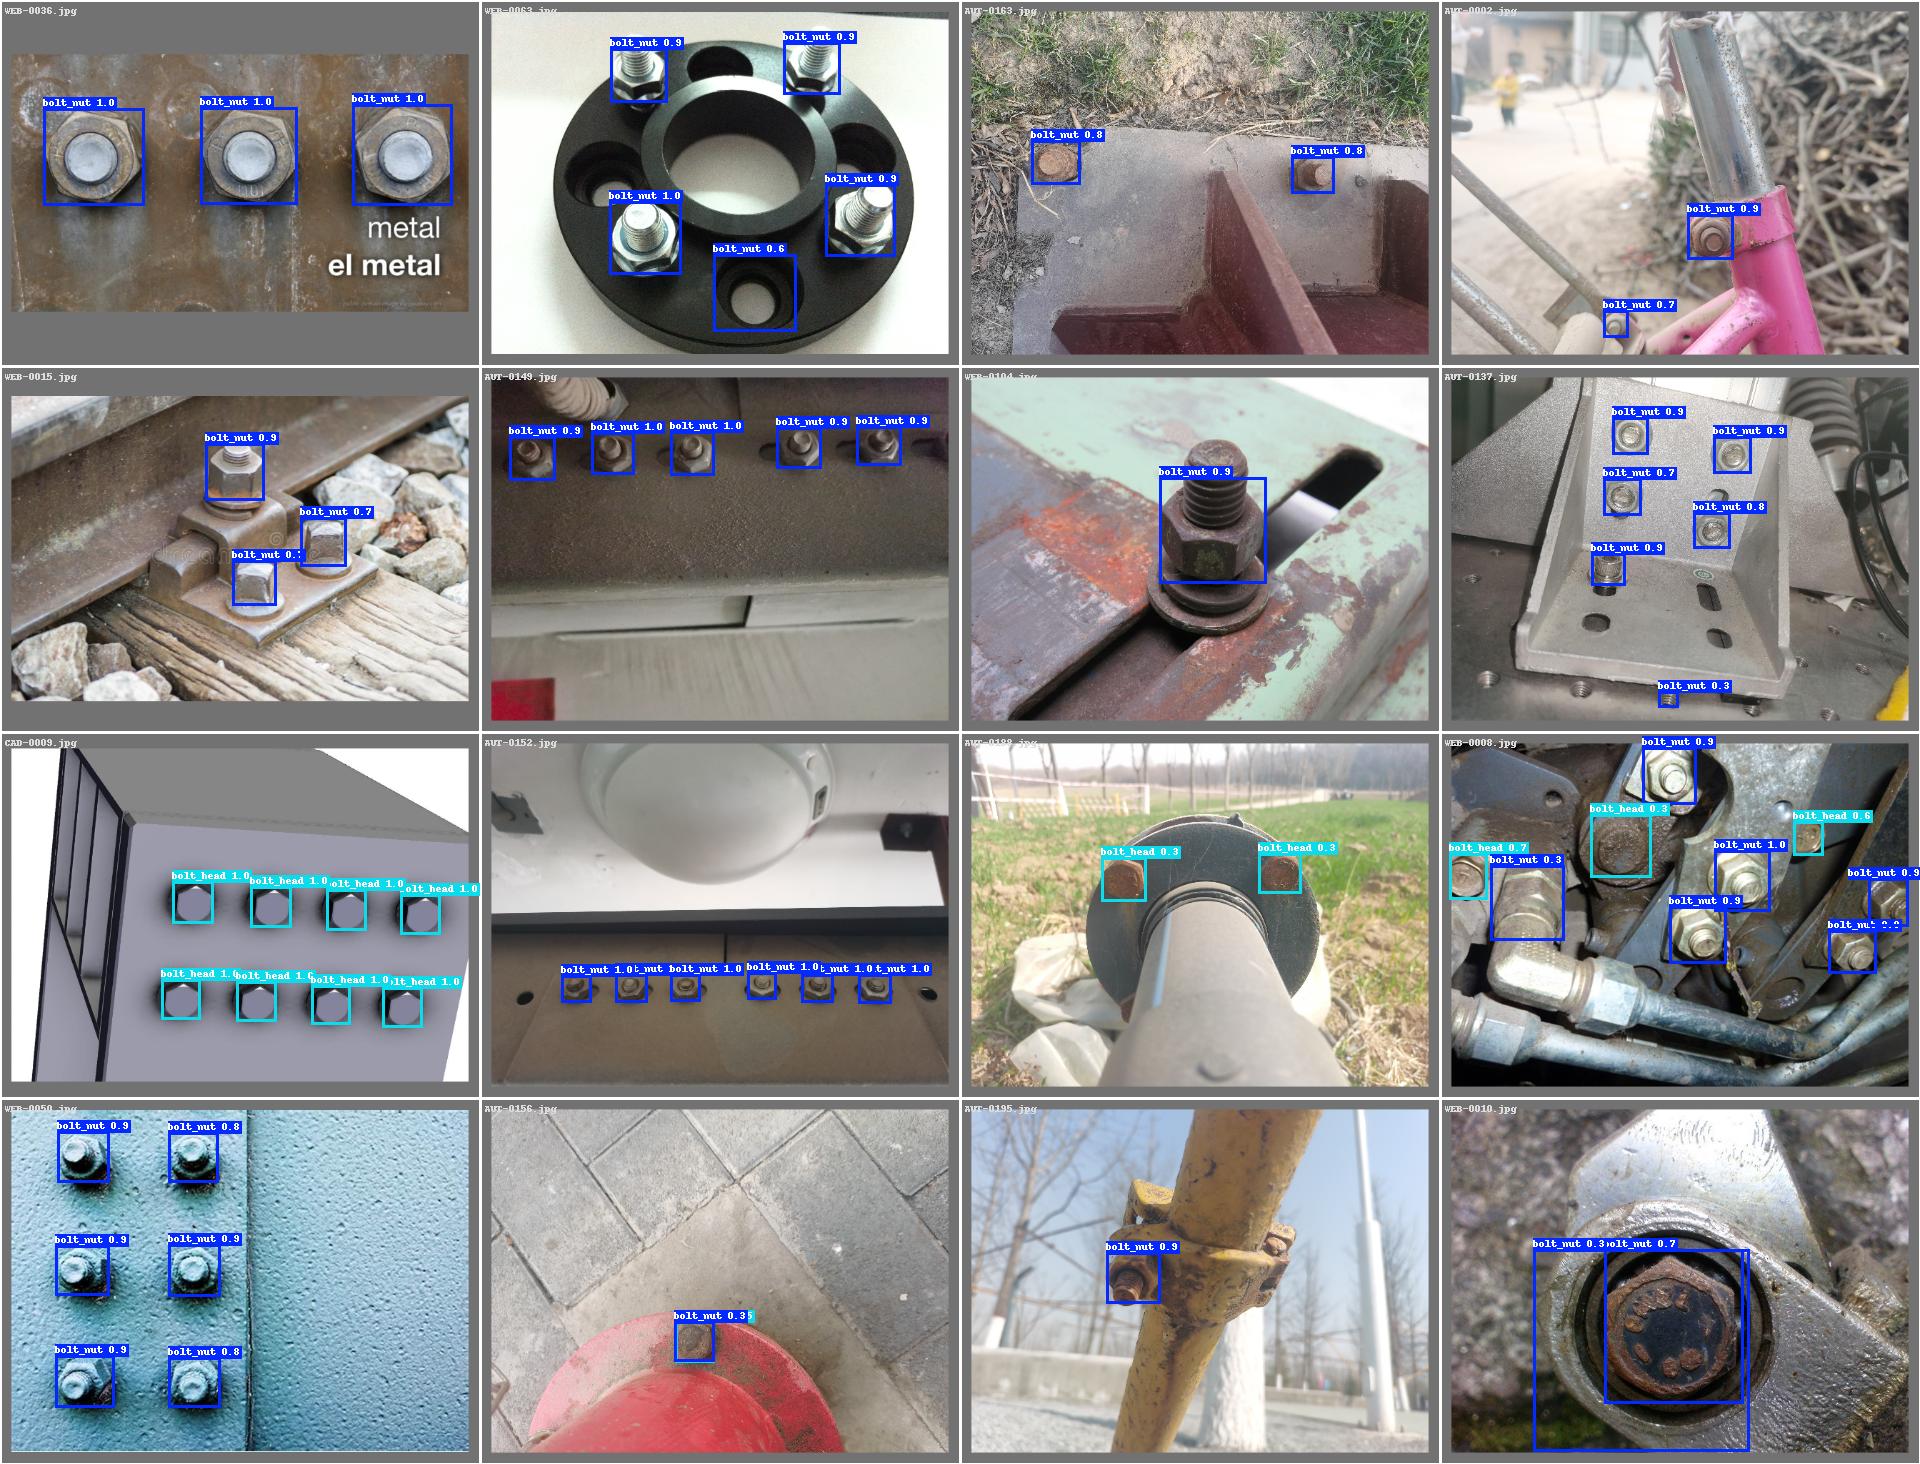 WEB-0036.jpg
bolt_nut 1.0
bolt_nut 1.0
bolt_nut 1.0
metal
el metal
WEB-0063.jpg
bolt_nut 0.9
bolt_nut 0.9
bolt_nut 1.0
bolt_nut 0.9
bolt_nut 0.6
AUT-0163.jpg
bolt_nut 0.8
bolt_nut 0.8
AUT-0002.jpg
bolt_nut 0.9
bolt_nut 0.7
WEB-0015.jpg
bolt_nut 0.9
bolt_nut 0.7
bolt_nut 0.
AUT-0149.jpg
bolt_nut 0.9
bolt_nut 1.0
bolt_nut 1.0
bolt_nut 0.9
bolt_nut 0.9
WEB-0104.jpg
bolt_nut 0.9
AUT-0137.jpg
bolt_nut 0.9
bolt_nut 0.9
bolt_nut 0.7
bolt_nut 0.8
bolt_nut 0.9
bolt_nut 0.3
CAD-0009.jpg
bolt_head 1.0
bolt_head 1.0
bolt_head 1.0
bolt_head 1.0
bolt_head 1.0
bolt_head 1.0
bolt_head 1.0
bolt_head 1.0
AUT-0152.jpg
bolt_nut 1.0
bolt_nut
bolt_nut 1.0
bolt_nut 1.0
bolt_nut 1.0
bolt_nut 1.0
AUT-0188.jpg
bolt_head 0.3
bolt_head 0.3
WEB-0008.jpg
bolt_nut 0.9
bolt_head 0.3
bolt_head 0.6
bolt_head 0.7
bolt_nut 0.3
bolt_nut 1.0
bolt_nut 0.9
bolt_nut 0.9
bolt_nut 0.9
WEB-0050.jpg
bolt_nut 0.9
bolt_nut 0.8
bolt_nut 0.9
bolt_nut 0.9
bolt_nut 0.9
bolt_nut 0.8
AUT-0156.jpg
bolt_nut 0.3
AUT-0195.jpg
bolt_nut 0.9
WEB-0010.jpg
bolt_nut 0.3
bolt_nut 0.7